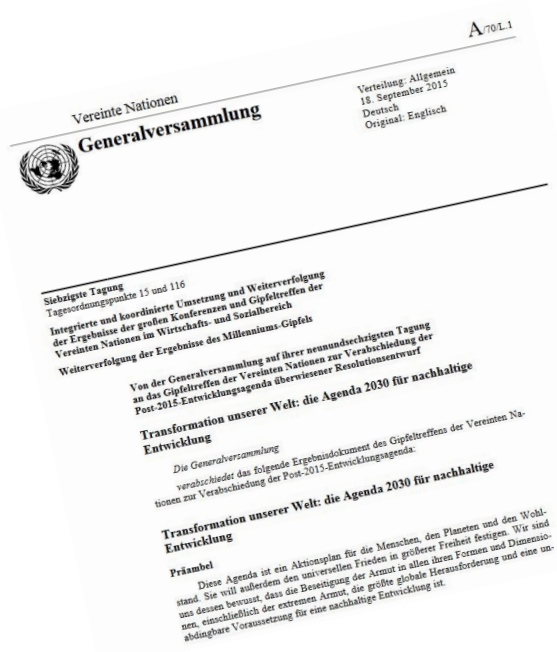 A/70/L.1
Vereinte Nationen
Generalversammlung
Verteilung: Allgemein
18. September 2015
Deutsch
Original: Englisch
Siebzigste Tagung
Tagesordnungspunkte 15 und 116
Integrierte und koordinierte Umsetzung und Weiterverfolgung
der Ergebnisse der großen Konferenzen und Gipfeltreffen der
Vereinten Nationen im Wirtschafts- und Sozialbereich
Weiterverfolgung der Ergebnisse des Millenniums-Gipfels
Von der Generalversammlung auf ihrer neunundsechzigsten Tagung
an das Gipfeltreffen der Vereinten Nationen zur Verabschiedung der
Post-2015-Entwicklungsagenda überwiesener Resolutionsentwurf
Transformation unserer Welt: die Agenda 2030 für nachhaltige
Entwicklung
Die Generalversammlung
verabschiedet das folgende Ergebnisdokument des Gipfeltreffens der Vereinten Na-
tionen zur Verabschiedung der Post-2015-Entwicklungsagenda:
Transformation unserer Welt: die Agenda 2030 für nachhaltige
Entwicklung
Präambel
Diese Agenda ist ein Aktionsplan für die Menschen, den Planeten und den Wohl-
stand. Sie will außerdem den universellen Frieden in größerer Freiheit festigen. Wir sind
uns dessen bewusst, dass die Beseitigung der Armut in allen ihren Formen und Dimensio-
nen, einschließlich der extremen Armut, die größte globale Herausforderung und eine un-
abdingbare Voraussetzung für eine nachhaltige Entwicklung ist.